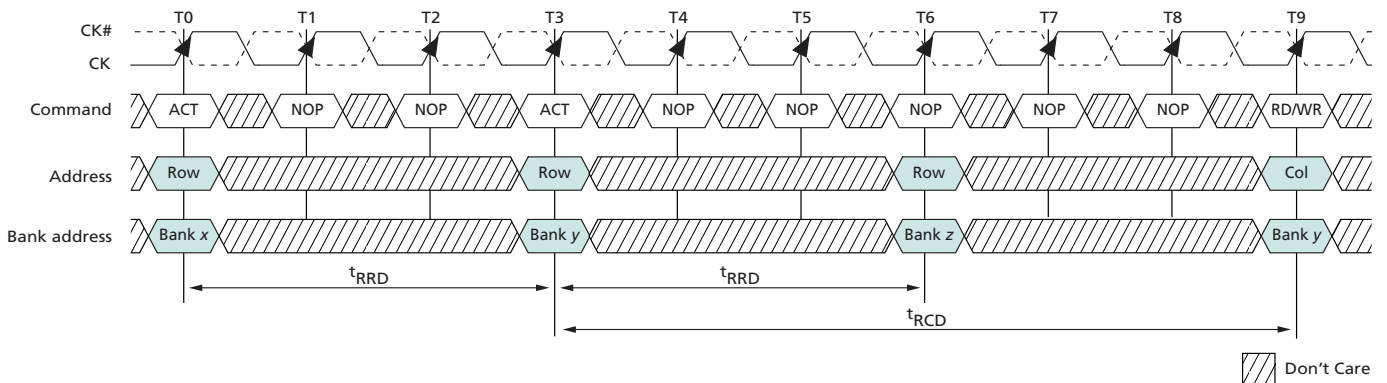 T0 T1 T2 T3 T4 T5 T6 T7 T8 T9
CK#
CK
Command ACT NOP NOP ACT NOP NOP NOP NOP NOP RD/WR
Address Row Row Row Col
Bank address Bank x Bank y Bank z Bank y
tRRD tRRD
tRCD
Don't Care